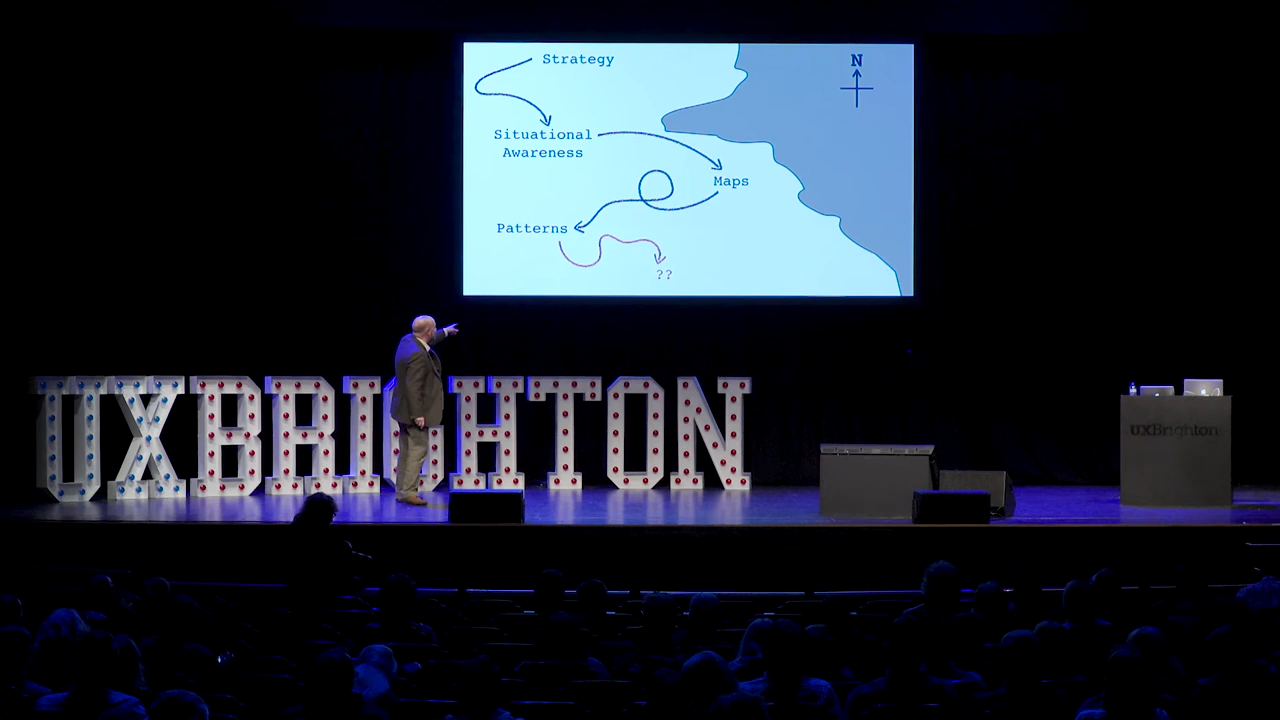 Strategy
N
Situational
Awareness
Maps
Patterns
??
UXBRIGHTON
UXBrighton